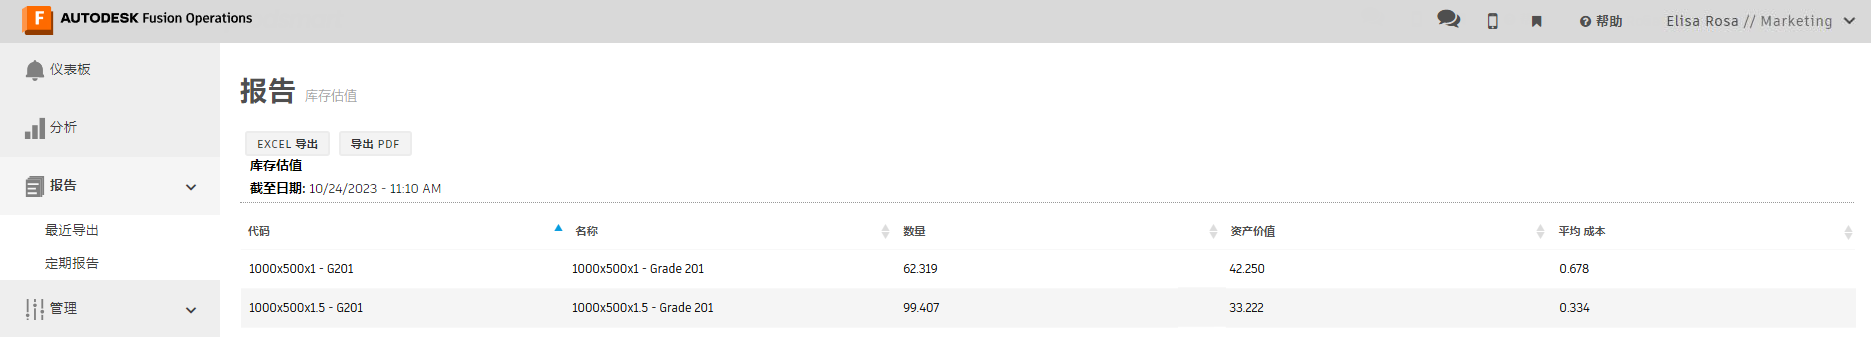 F AUTODESK Fusion Operations 帮助 Elisa Rosa // Marketing
仪表板
分析
报告
最近导出
定期报告
管理
报告 库存估值
EXCEL 导出 导出 PDF
库存估值
截至日期: 10/24/2023 - 11:10 AM
代码 名称 数量 资产价值 平均 成本
1000x500x1 - G201 1000x500x1 - Grade 201 62.319 42.250 0.678
1000x500x1.5 - G201 1000x500x1.5 - Grade 201 99.407 33.222 0.334